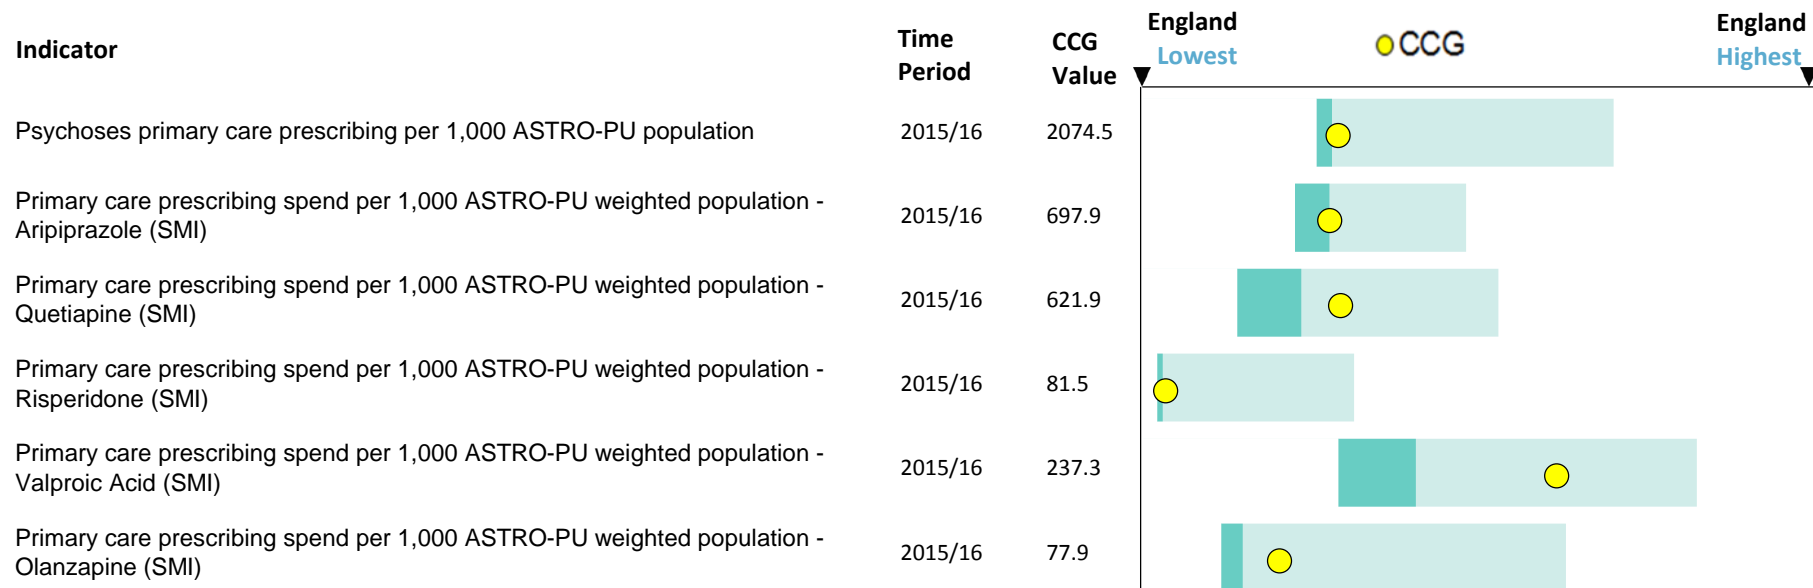 Indicator
Time
Period
CCG
Value
England
Lowest
CCG
England
Highest
Psychoses primary care prescribing per 1,000 ASTRO-PU population 2015/16 2074.5
Primary care prescribing spend per 1,000 ASTRO-PU weighted population -
Aripiprazole (SMI) 2015/16 697.9
Primary care prescribing spend per 1,000 ASTRO-PU weighted population -
Quetiapine (SMI) 2015/16 621.9
Primary care prescribing spend per 1,000 ASTRO-PU weighted population -
Risperidone (SMI) 2015/16 81.5
Primary care prescribing spend per 1,000 ASTRO-PU weighted population -
Valproic Acid (SMI) 2015/16 237.3
Primary care prescribing spend per 1,000 ASTRO-PU weighted population -
Olanzapine (SMI) 2015/16 77.9